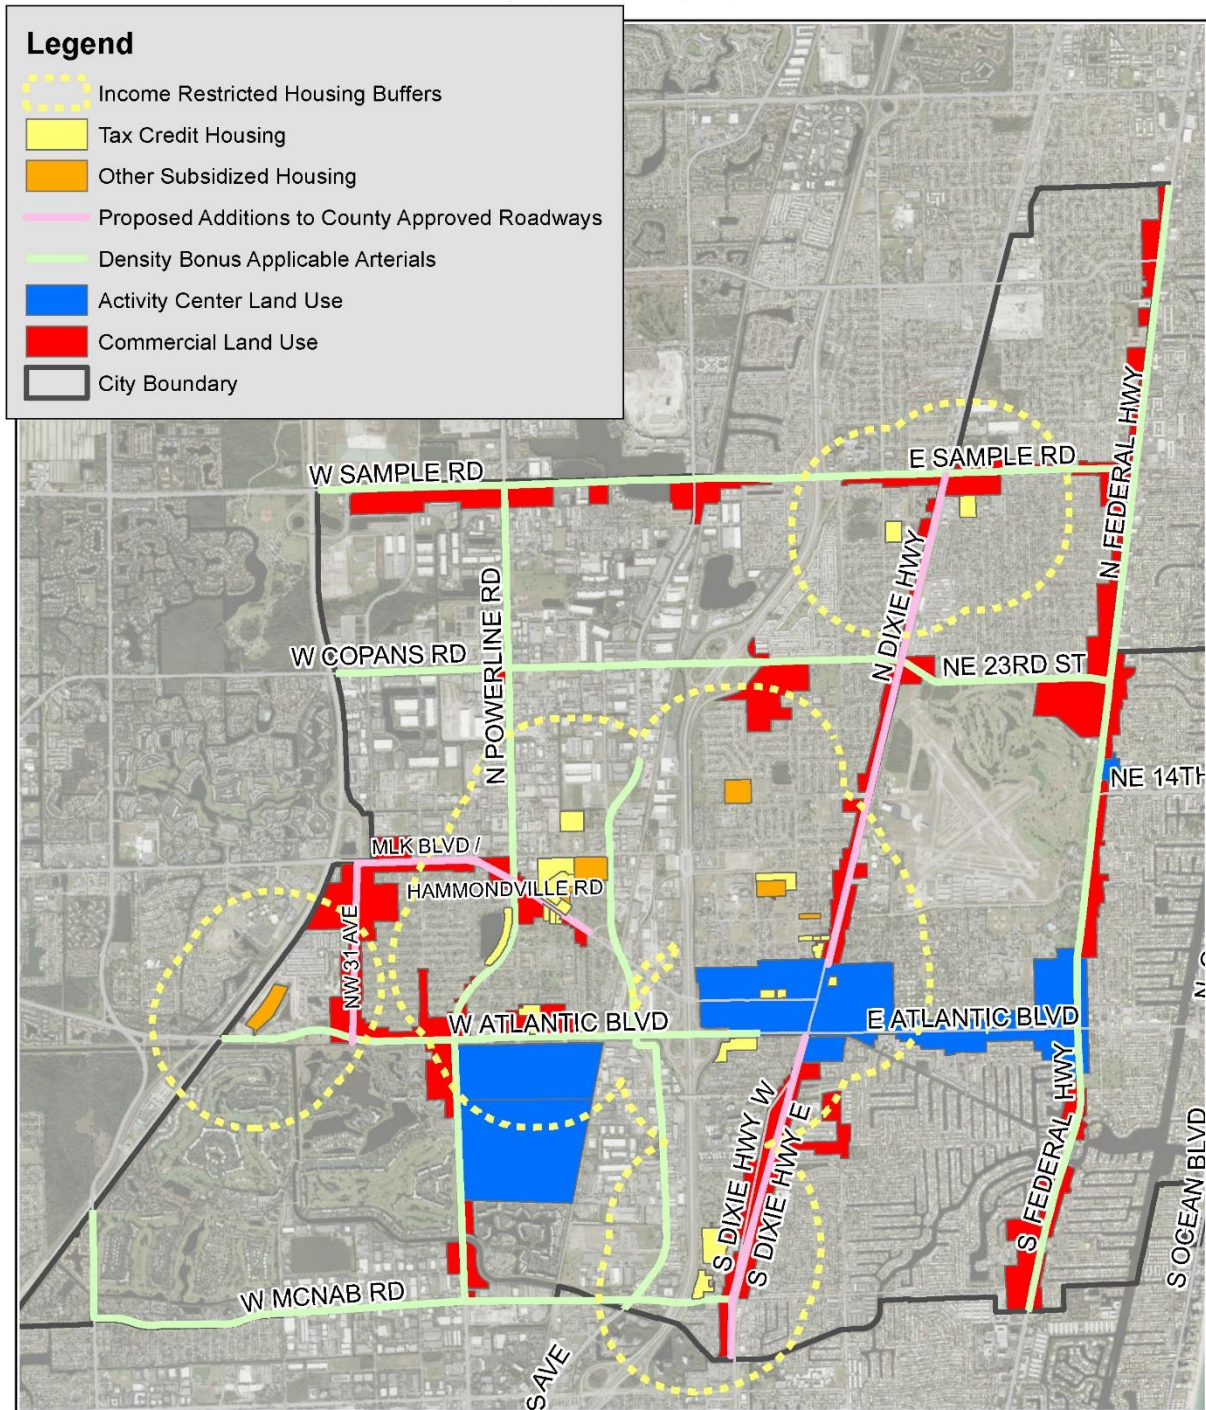 Legend
Income Restricted Housing Buffers
Tax Credit Housing
Other Subsidized Housing
Proposed Additions to County Approved Roadways
Density Bonus Applicable Arterials
Activity Center Land Use
Commercial Land Use
City Boundary
W SAMPLE RD
E SAMPLE RD
N FEDERAL HWY
N FEDERAL HWY
N DIXIE HWY
N POWERLINE RD
W COPANS RD
NE 23RD ST
NE 14TH
MLK BLVD /
HAMMONDVILLE RD
NW 31 AVE
W ATLANTIC BLVD
E ATLANTIC BLVD
S DIXIE HWY W
S DIXIE HWY E
S FEDERAL HWY
S OCEAN BLVD
W MCNAB RD
S AVE